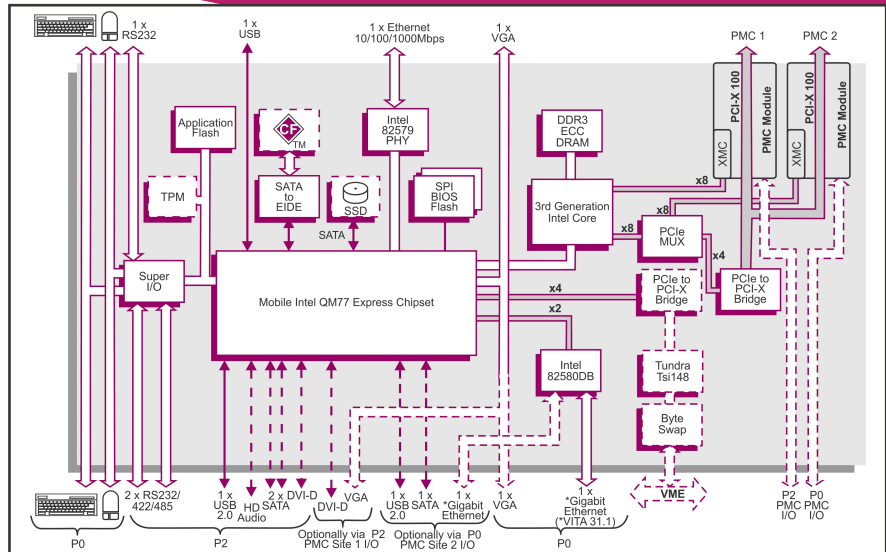 1 x
RS232
1 x
USB
1 x Ethernet
10/100/1000Mbps
1 x
VGA
PMC 1
PMC 2
Application
Flash
CF
TM
Intel
82579
PHY
DDR3
ECC
DRAM
PCI-X 100
PMC Module
XMC
PCI-X 100
PMC Module
XMC
TPM
SATA
to
EIDE
SSD
SATA
SPI
BIOS
Flash
3rd Generation
Intel Core
x8
x8
x8
PCIe
MUX
x4
Super
I/O
Mobile Intel QM77 Express Chipset
x4
PCIe to
PCI-X
Bridge
PCIe to
PCI-X
Bridge
x2
Intel
82580DB
Tundra
Tsi148
Byte
Swap
VME
2 x RS232/
422/485
1 x
USB
2.0
HD
Audio
2 x
SATA
DVI-D
DVI-D
VGA
1 x
USB
2.0
1 x
SATA
1 x
*Gigabit
Ethernet
1 x
VGA
1 x
*Gigabit
Ethernet
(*VITA 31.1)
P2
PMC
I/O
P0
PMC
I/O
P0
P2
Optionally via P2
PMC Site 1 I/O
Optionally via P0
PMC Site 2 I/O
P0